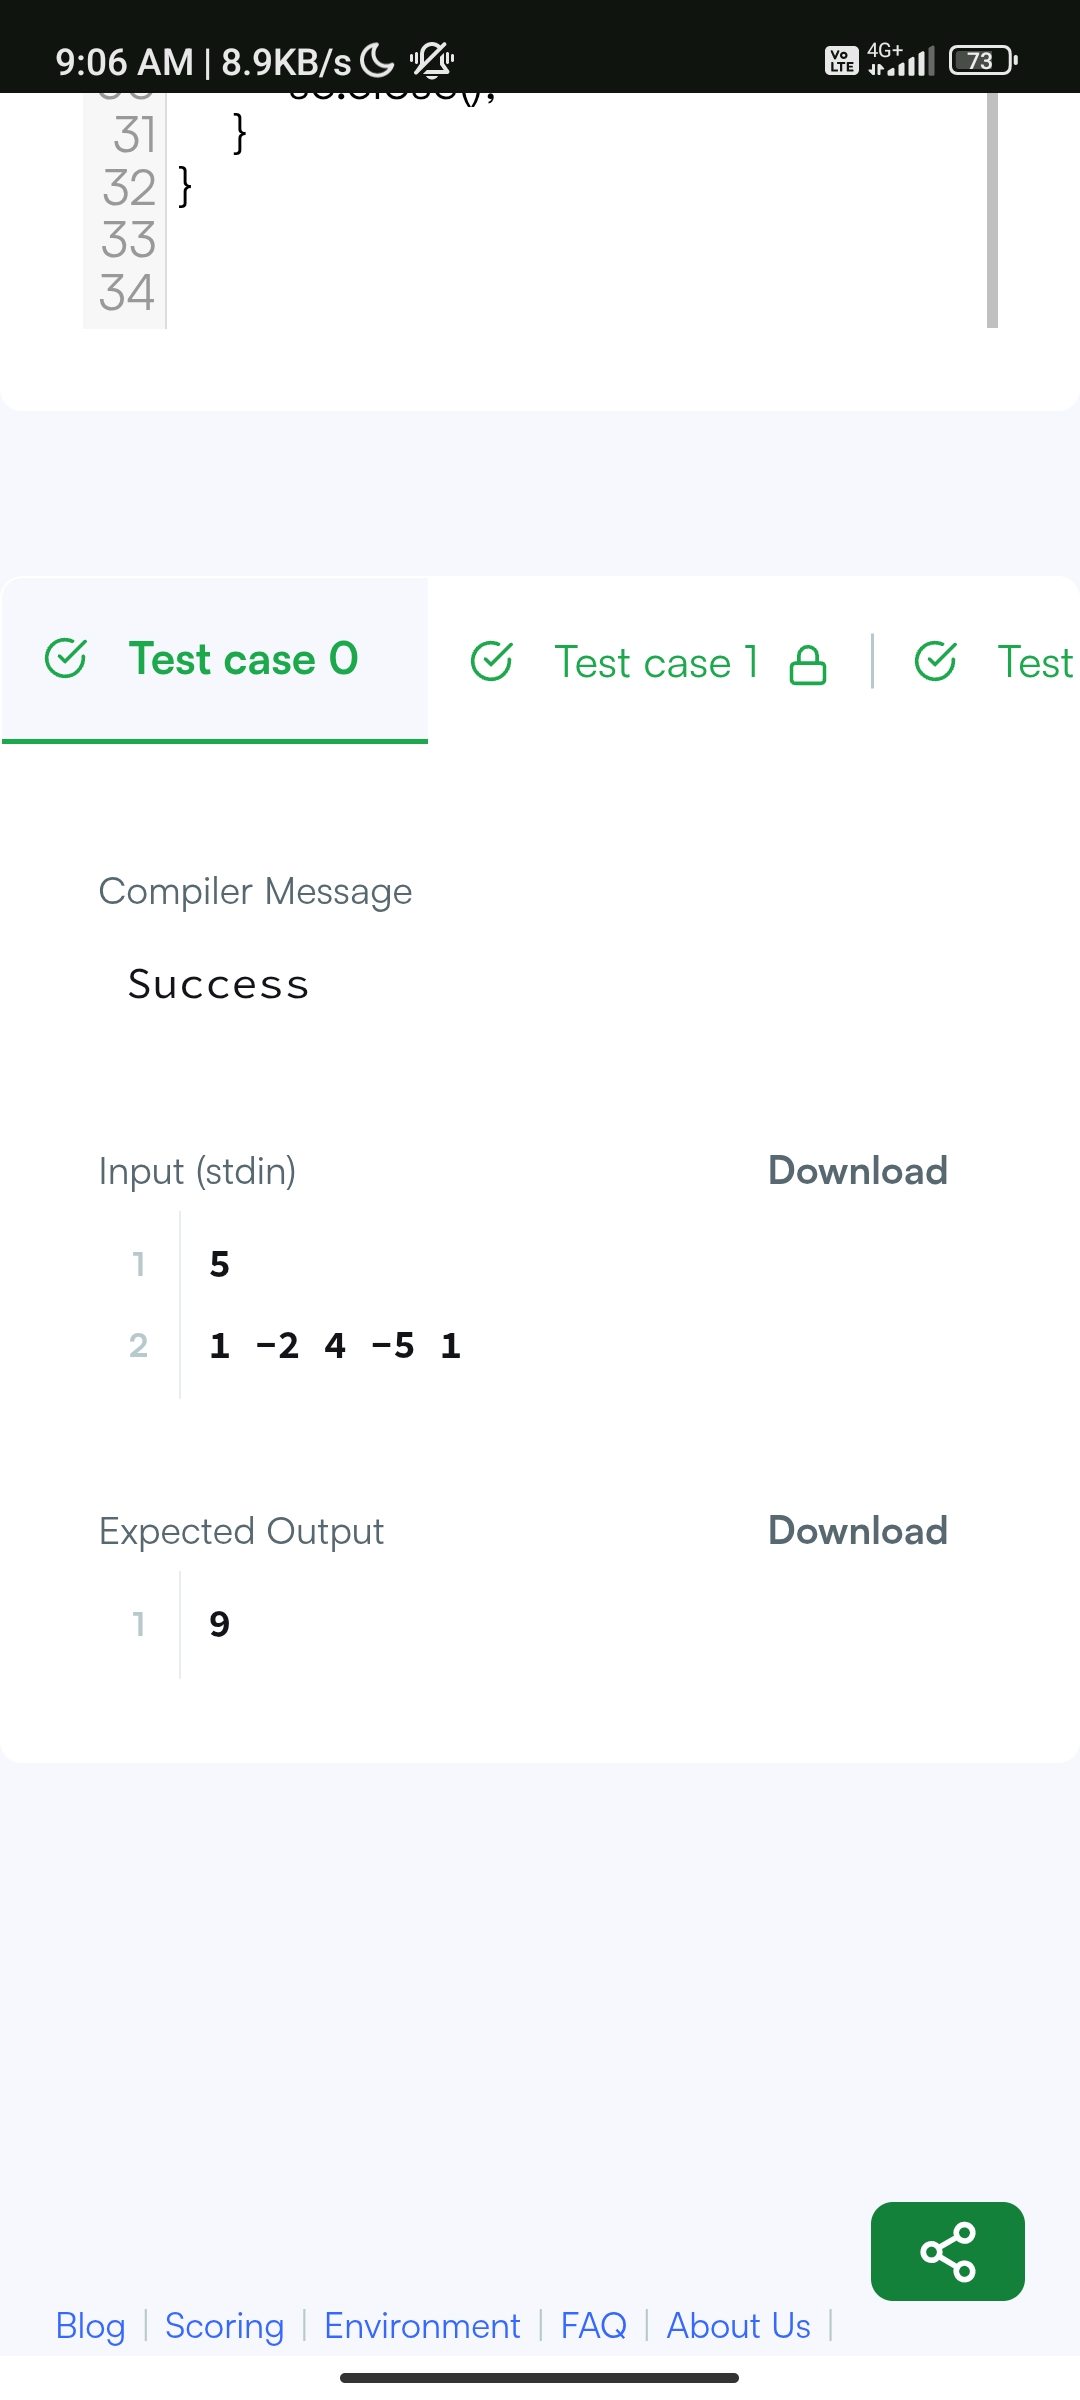 9:06 AM | 8.9KB/s Vo LTE 4G+ 73
31 }
32 }
33
34
Test case 0 Test case 1 Test
Compiler Message
Success
Input (stdin) Download
1 5
2 1 -2 4 -5 1
Expected Output Download
1 9
Blog | Scoring | Environment | FAQ | About Us |